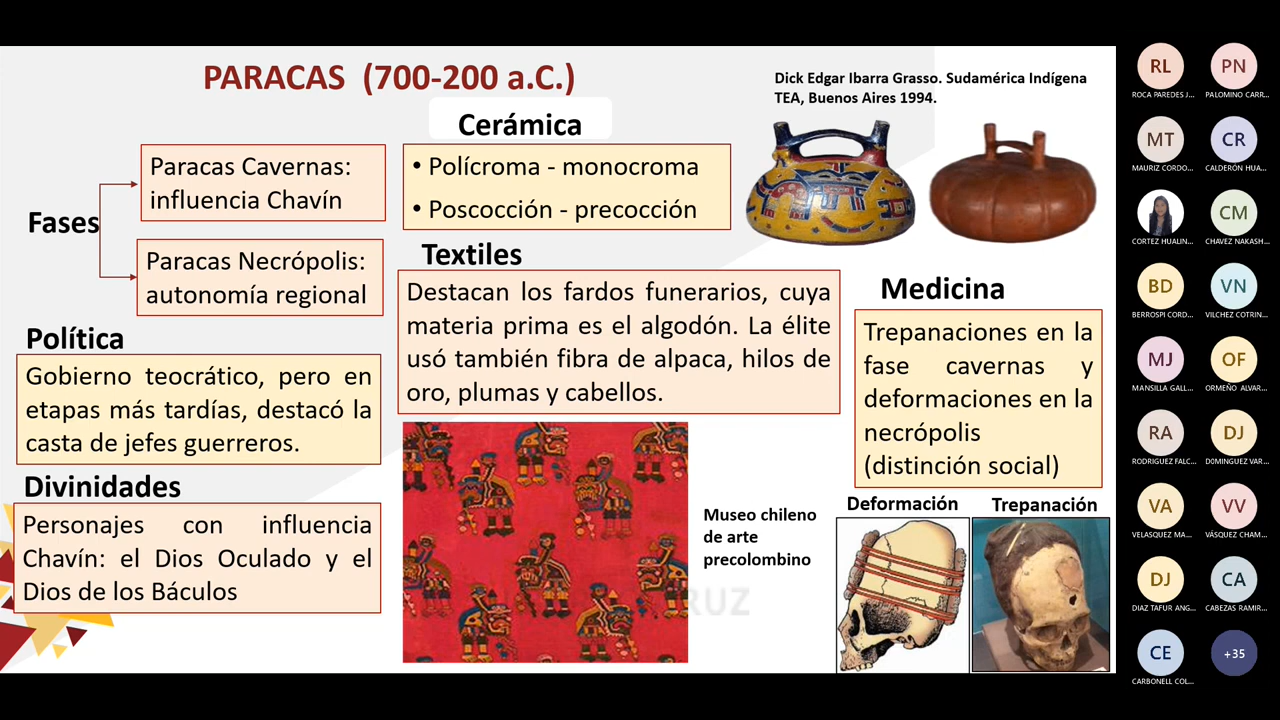 PARACAS (700-200 a.C.)
Dick Edgar Ibarra Grasso. Sudamérica Indígena
TEA, Buenos Aires 1994.
Cerámica
• Polícroma - monocroma
• Poscocción - precocción
Fases
Paracas Cavernas:
influencia Chavín
Paracas Necrópolis:
autonomía regional
Política
Gobierno teocrático, pero en
etapas más tardías, destacó la
casta de jefes guerreros.
Divinidades
Personajes con influencia
Chavín: el Dios Oculado y el
Dios de los Báculos
Textiles
Destacan los fardos funerarios, cuya
materia prima es el algodón. La élite
usó también fibra de alpaca, hilos de
oro, plumas y cabellos.
Museo chileno
de arte
precolombino
RUZ
Medicina
Trepanaciones en la
fase cavernas y
deformaciones en la
necrópolis
(distinción social)
Deformación
Trepanación
RL
ROCA PAREDES J...
PN
PALOMINO CARR...
MT
MAURIZ CORDO...
CR
CALDERÓN HUA...
CORTEZ HUALIN...
CM
CHAVEZ NAKASH...
BD
BERROSPI CORD...
VN
VILCHEZ COTRIN...
MJ
MANSILLA GALL...
OF
ORMEÑO ALVAR...
RA
RODRIGUEZ FALC...
DJ
DOMINGUEZ VAR...
VA
VELASQUEZ MA...
VV
VÁSQUEZ CHAM...
DJ
DIAZ TAFUR ANG...
CA
CABEZAS RAMIR...
CE
CARBONELL COL...
+35